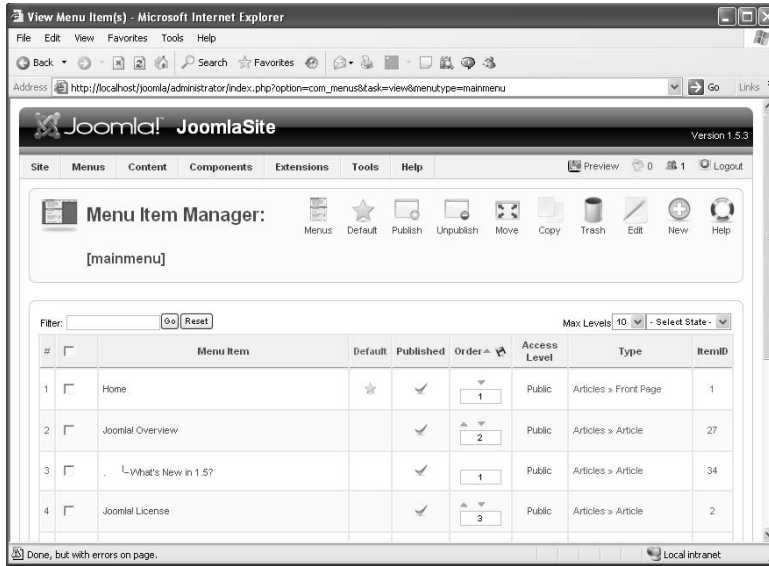 View Menu Item(s) - Microsoft Internet Explorer
File Edit View Favorites Tools Help
Back Search Favorites
Address http://localhost/joomla/administrator/index.php?option=com_menus&task=view&menutype=mainmenu Go Links
Joomla! JoomlaSite
Version 1.5.3
Site Menus Content Components Extensions Tools Help Preview 0 1 Logout
Menu Item Manager:
[mainmenu]
Menus Default Publish Unpublish Move Copy Trash Edit New Help
Filter: Go Reset Max Levels 10 - Select State -
# Menu Item Default Published Order Access Level Type ItemID
1 Home 1 Public Articles » Front Page 1
2 Joomla! Overview 2 Public Articles » Article 27
3 . What's New in 1.5? 1 Public Articles » Article 34
4 Joomla! License 3 Public Articles » Article 2
Done, but with errors on page. Local intranet